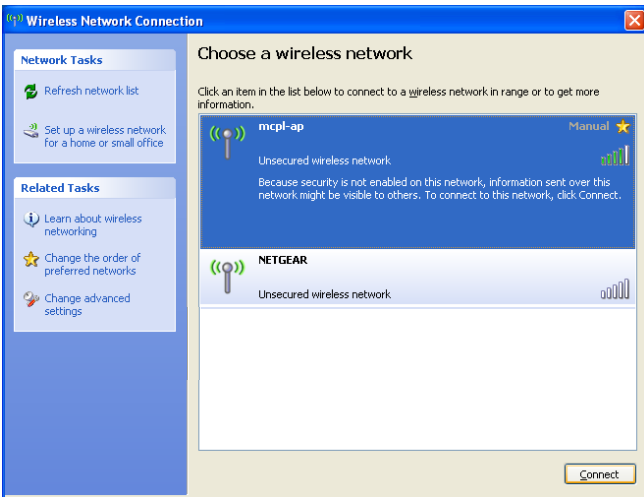 Wireless Network Connection
Network Tasks
Refresh network list
Set up a wireless network
for a home or small office
Related Tasks
Learn about wireless
networking
Change the order of
preferred networks
Change advanced
settings
Choose a wireless network
Click an item in the list below to connect to a wireless network in range or to get more
information.
mcpl-ap
Manual
Unsecured wireless network
Because security is not enabled on this network, information sent over this
network might be visible to others. To connect to this network, click Connect.
NETGEAR
Unsecured wireless network
Connect